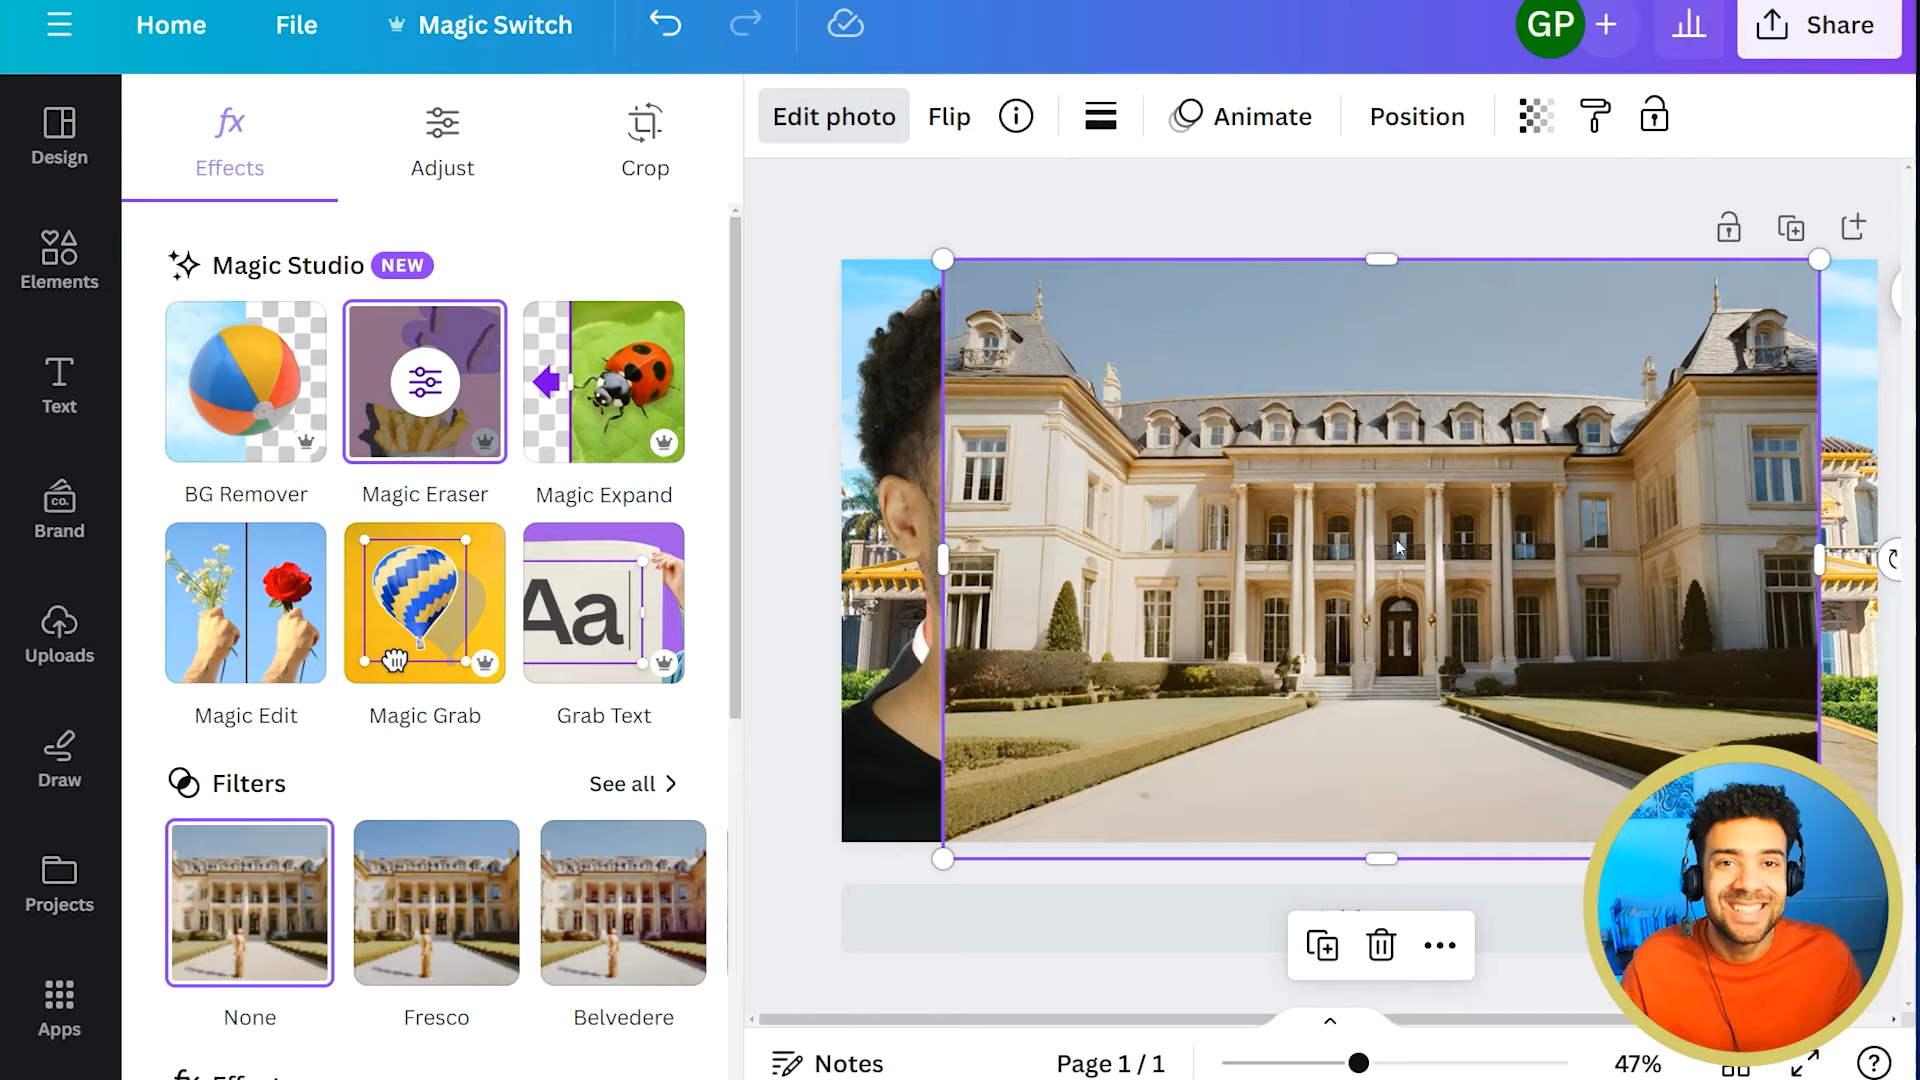 Home File Magic Switch GP Share
Effects Adjust Crop
Edit photo Flip Animate Position
Design
Elements
Text
Brand
CO.
Uploads
Draw
Projects
Apps
Magic Studio NEW
BG Remover Magic Eraser Magic Expand
Aa
Magic Edit Magic Grab Grab Text
Filters See all
None Fresco Belvedere
Notes Page 1 / 1 47%